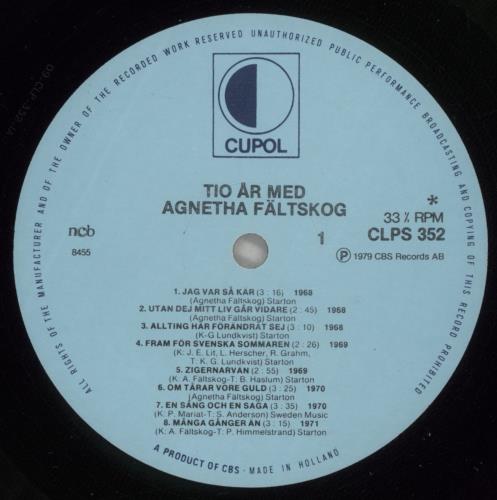 ALL RIGHTS OF THE MANUFACTURER AND OF THE OWNER OF THE RECORDED WORK RESERVED UNAUTHORIZED PUBLIC PERFORMANCE BROADCASTING AND COPYING OF THIS RECORD PROHIBITED
CUPOL
TIO ÅR MED
AGNETHA FÄLTSKOG
*
ncb
8455
1
33 ⅓ RPM
CLPS 352
Ⓟ 1979 CBS Records AB
1. JAG VAR SÅ KÄR (3 : 16) 1968
(Agnetha Fältskog) Starton
2. UTAN DEJ MITT LIV GÅR VIDARE (2 : 45) 1968
(Agnetha Fältskog) Starton
3. ALLTING HAR FÖRÄNDRAT SEJ (3 : 10) 1968
(K-G Lundkvist) Starton
4. FRAM FÖR SVENSKA SOMMAREN (2 : 26) 1969
(K: J. E. Lit, L. Herscher, R. Grahm,
T: K. G. Lundkvist) Starton
5. ZIGENARVÄN (2 : 55) 1969
(K: A. Fältskog-T: B. Haslum) Starton
6. OM TÅRAR VORE GULD (3 : 25) 1970
(Agnetha Fältskog) Starton
7. EN SÅNG OCH EN SAGA (3 : 35) 1970
(K: P. Mariat-T: S. Anderson) Sweden Music
8. MÅNGA GÅNGER ÄN (3 : 15) 1971
(K: A. Fältskog-T: P. Himmelstrand) Starton
A PRODUCT OF CBS - MADE IN HOLLAND